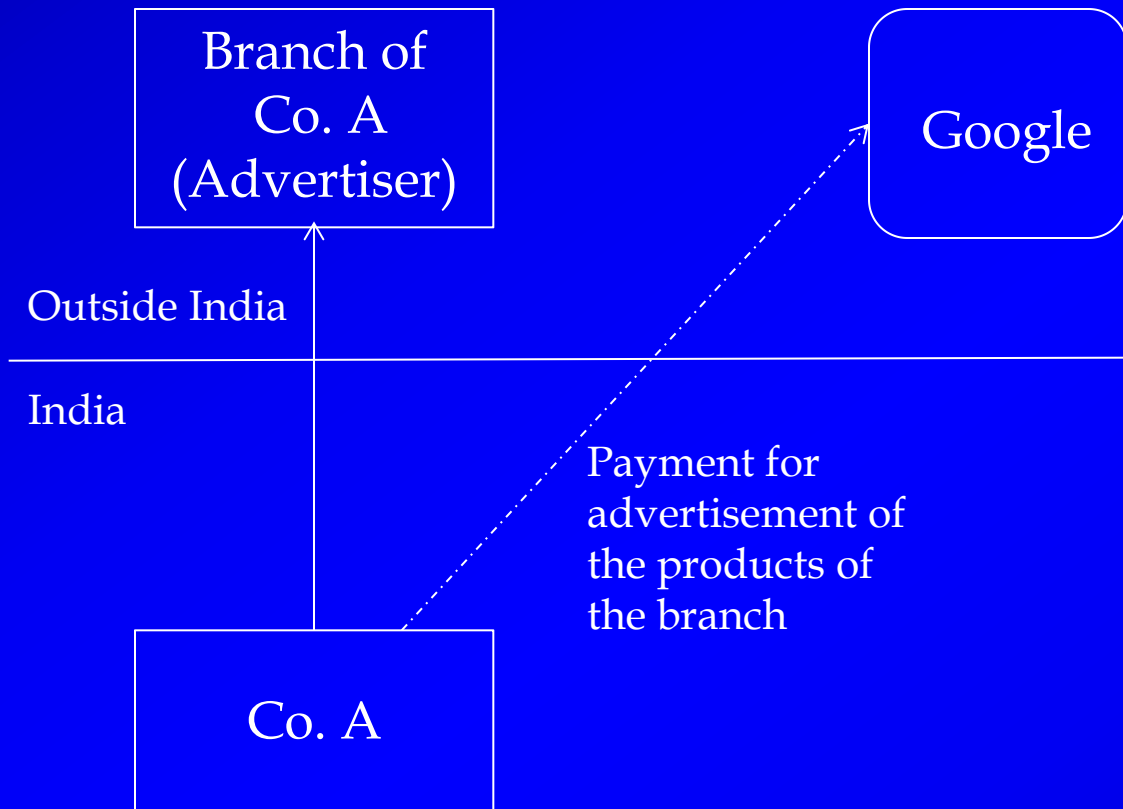 Branch of
Co. A
(Advertiser)
Google
Outside India
India
Payment for
advertisement of
the products of
the branch
Co. A